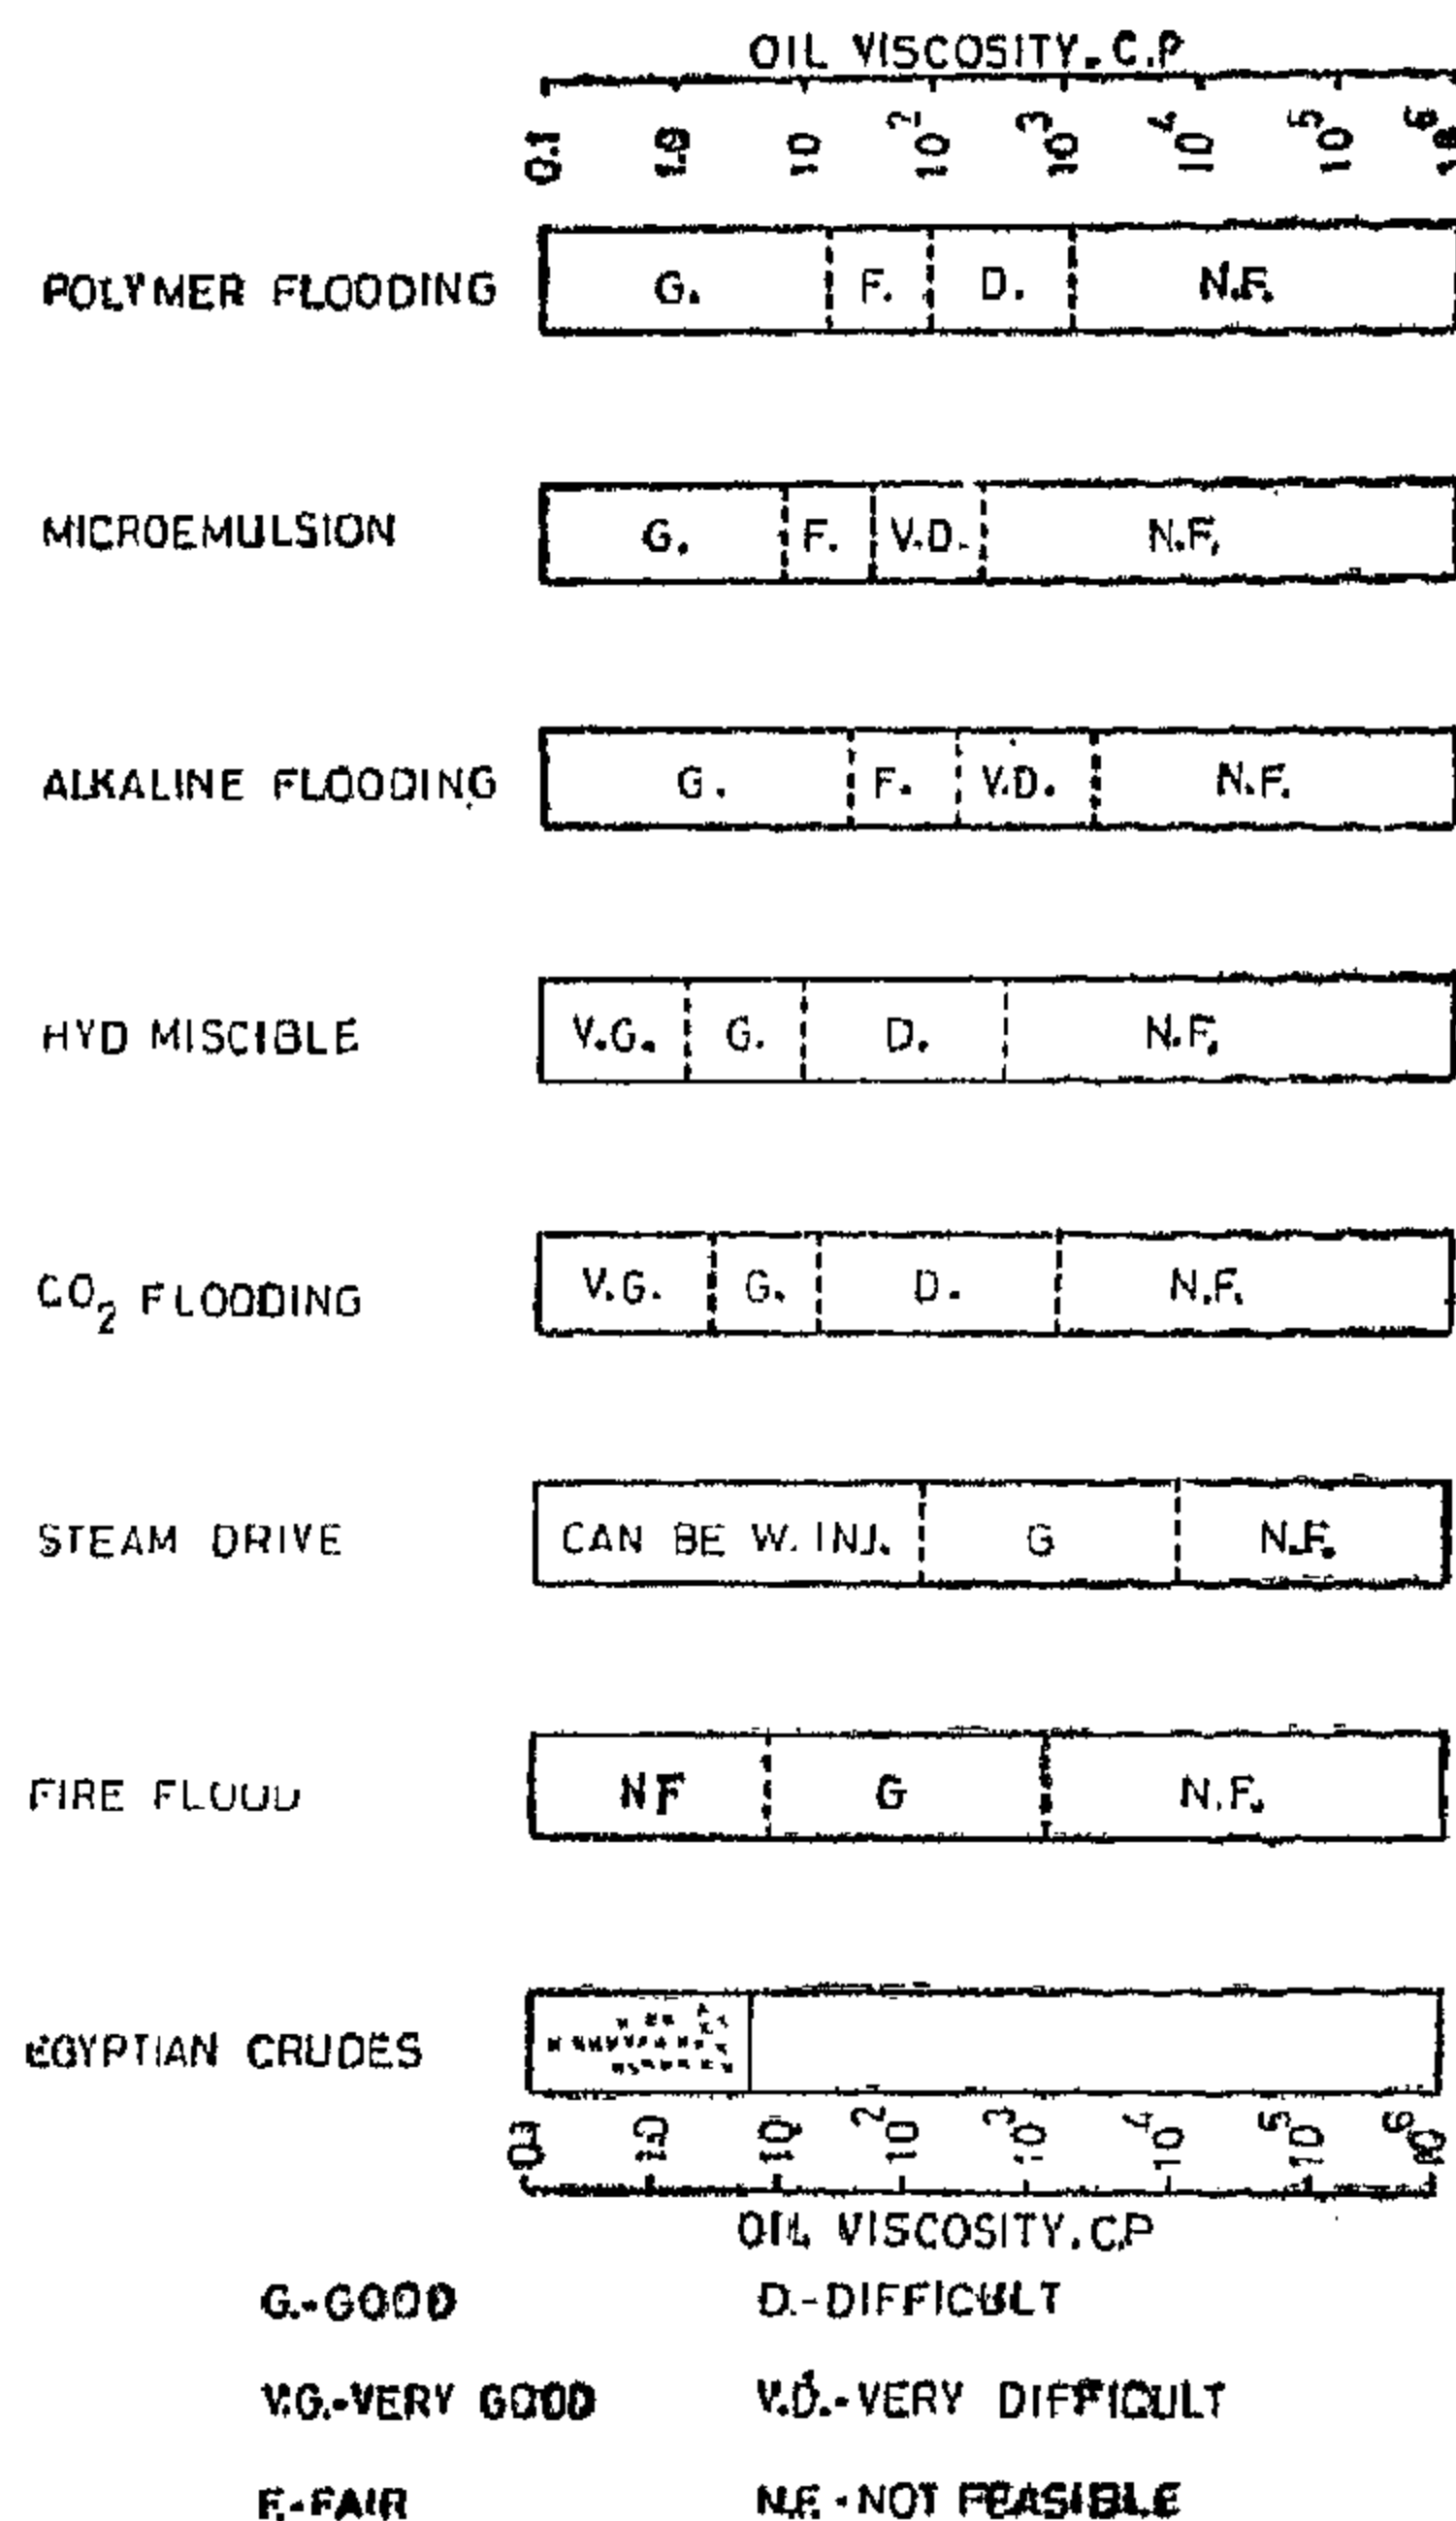 OIL VISCOSITY. C.P
0.1 1.0 10 10² 10³ 10⁴ 10⁵ 10⁶
POLYMER FLOODING G. F. D. N.F.
MICROEMULSION G. F. V.D. N.F.
ALKALINE FLOODING G. F. V.D. N.F.
HYD MISCIBLE V.G. G. D. N.F.
CO₂ FLOODING V.G. G. D. N.F.
STEAM DRIVE CAN BE W. INJ. G N.F.
FIRE FLOOD NF G N.F.
EGYPTIAN CRUDES
0.1 1.0 10 10² 10³ 10⁴ 10⁵ 10⁶
OIL VISCOSITY. C.P
G.-GOOD D.-DIFFICULT
V.G.-VERY GOOD V.D.-VERY DIFFICULT
F.-FAIR N.F.-NOT FEASIBLE